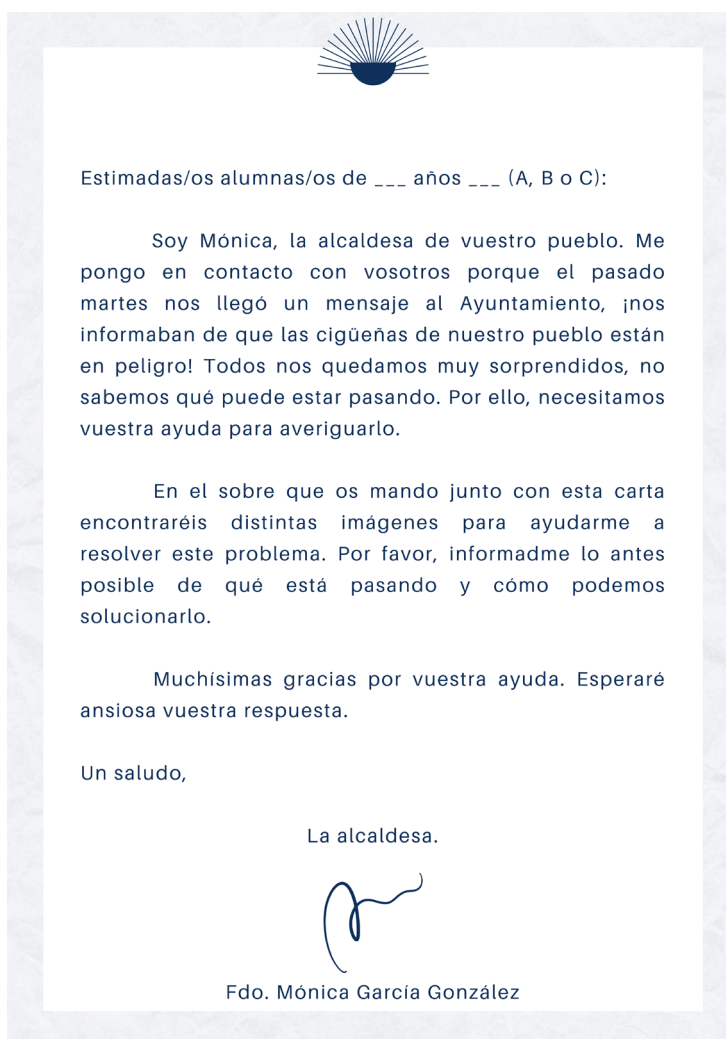 Estimadas/os alumnas/os de ___ años ___ (A, B o C):
Soy Mónica, la alcaldesa de vuestro pueblo. Me
pongo en contacto con vosotros porque el pasado
martes nos llegó un mensaje al Ayuntamiento, ¡nos
informaban de que las cigüeñas de nuestro pueblo están
en peligro! Todos nos quedamos muy sorprendidos, no
sabemos qué puede estar pasando. Por ello, necesitamos
vuestra ayuda para averiguarlo.
En el sobre que os mando junto con esta carta
encontraréis distintas imágenes para ayudarme a
resolver este problema. Por favor, informadme lo antes
posible de qué está pasando y cómo podemos
solucionarlo.
Muchísimas gracias por vuestra ayuda. Esperaré
ansiosa vuestra respuesta.
Un saludo,
La alcaldesa.
Fdo. Mónica García González